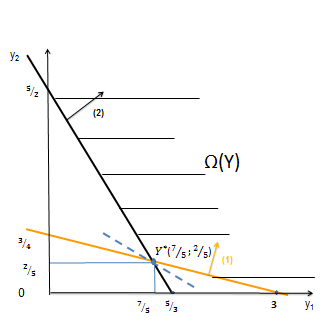 y₂
⁵/₂
(2)
Ω(Y)
Y*(⁷/₅; ²/₅)
³/₄
(1)
²/₅
0
⁷/₅
⁵/₃
3
y₁